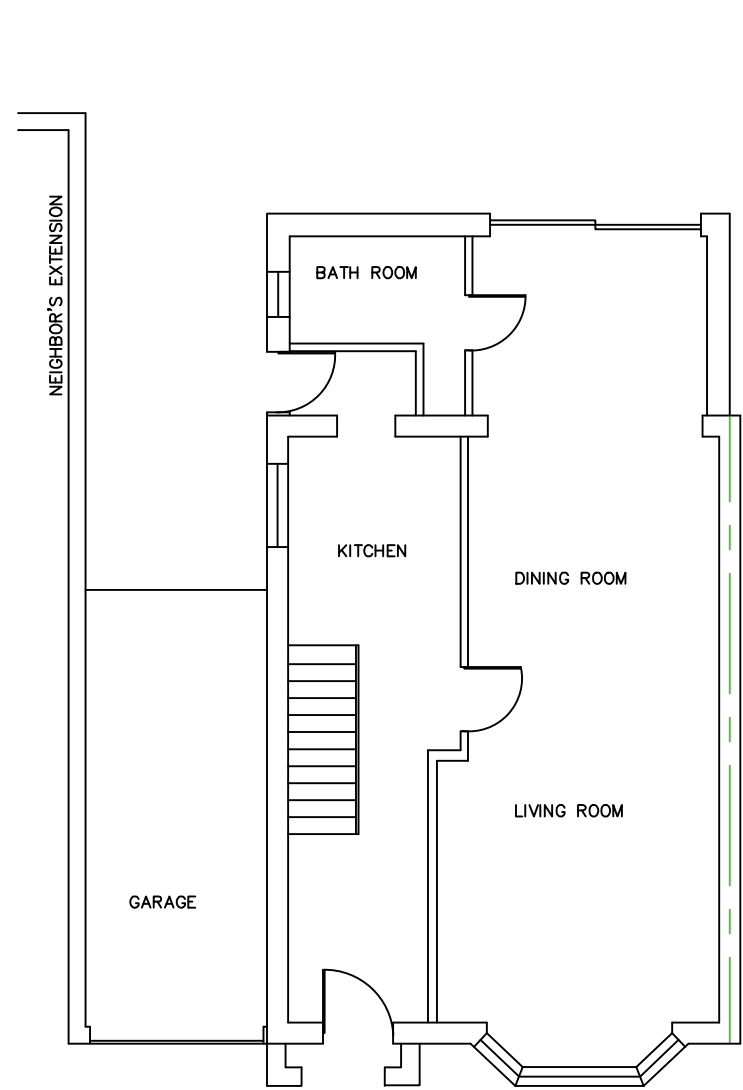 NEIGHBOR'S EXTENSION
BATH ROOM
KITCHEN
DINING ROOM
LIVING ROOM
GARAGE